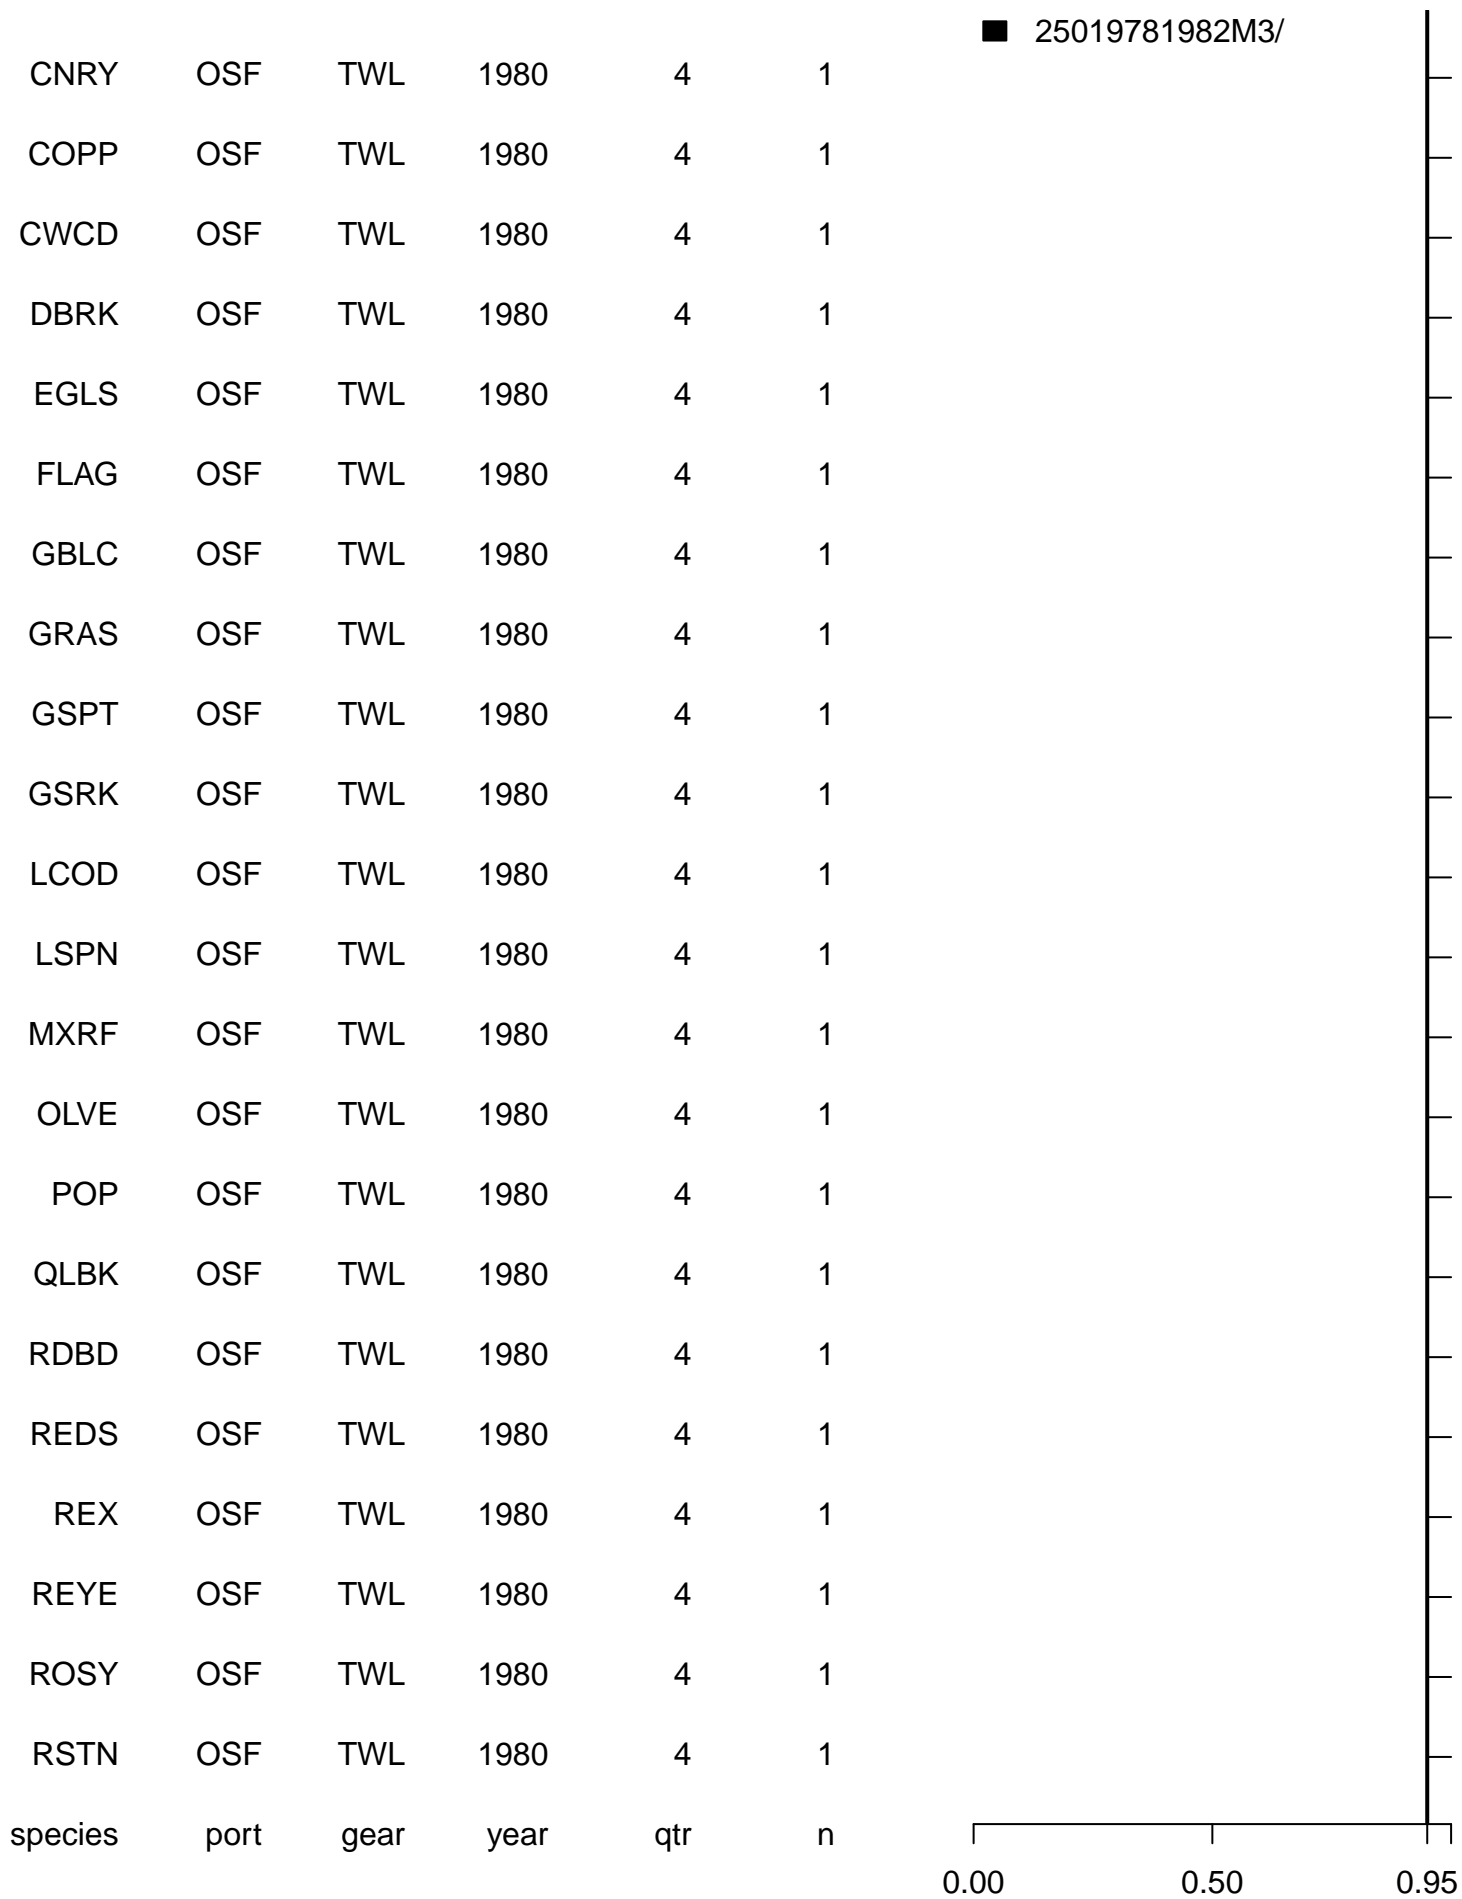 25019781982M3/
CNRY OSF TWL 1980 4 1
COPP OSF TWL 1980 4 1
CWCD OSF TWL 1980 4 1
DBRK OSF TWL 1980 4 1
EGLS OSF TWL 1980 4 1
FLAG OSF TWL 1980 4 1
GBLC OSF TWL 1980 4 1
GRAS OSF TWL 1980 4 1
GSPT OSF TWL 1980 4 1
GSRK OSF TWL 1980 4 1
LCOD OSF TWL 1980 4 1
LSPN OSF TWL 1980 4 1
MXRF OSF TWL 1980 4 1
OLVE OSF TWL 1980 4 1
POP OSF TWL 1980 4 1
QLBK OSF TWL 1980 4 1
RDBD OSF TWL 1980 4 1
REDS OSF TWL 1980 4 1
REX OSF TWL 1980 4 1
REYE OSF TWL 1980 4 1
ROSY OSF TWL 1980 4 1
RSTN OSF TWL 1980 4 1
species port gear year qtr n
0.00 0.50 0.95